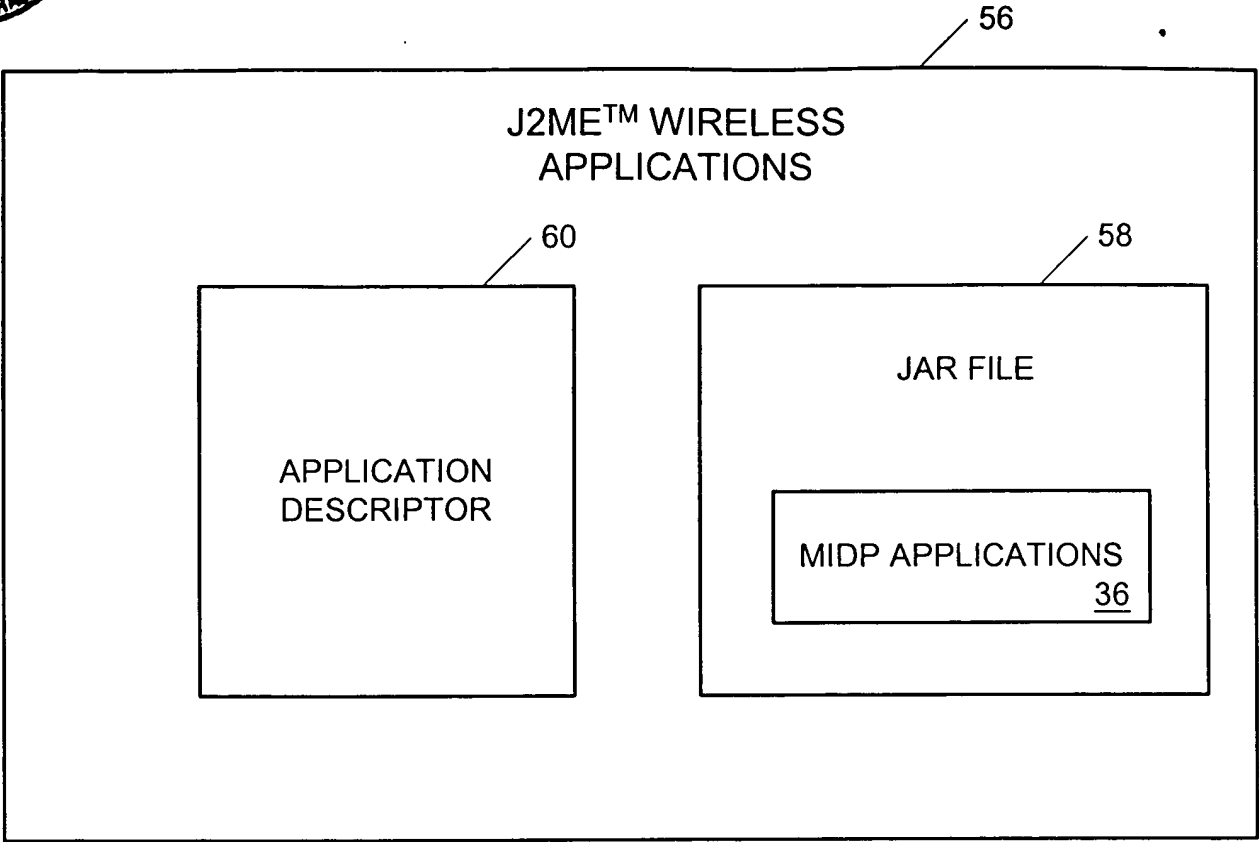 56
J2ME™ WIRELESS
APPLICATIONS
60
58
JAR FILE
APPLICATION
DESCRIPTOR
MIDP APPLICATIONS
36